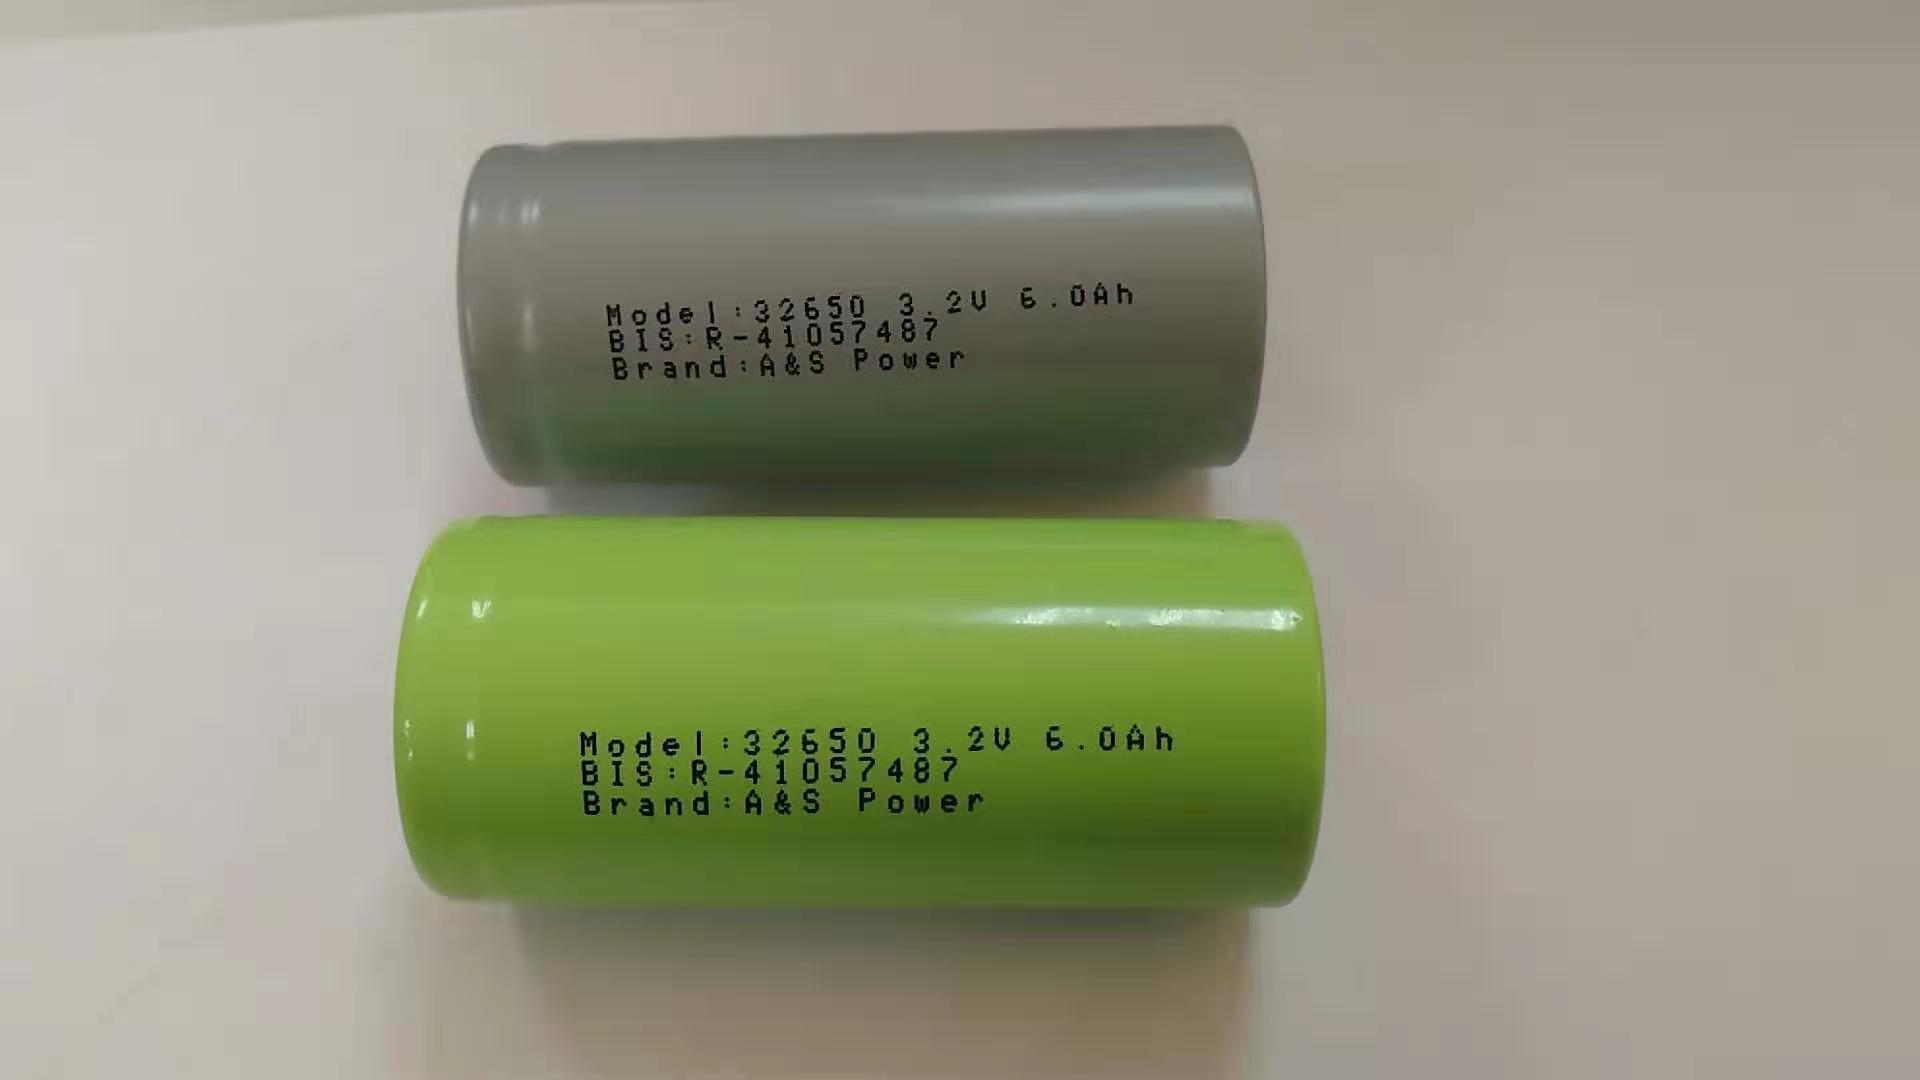 Model:32650 3.2V 6.0Ah
BIS:R-41057487
Brand:A&S Power
Model:32650 3.2V 6.0Ah
BIS:R-41057487
Brand:A&S Power